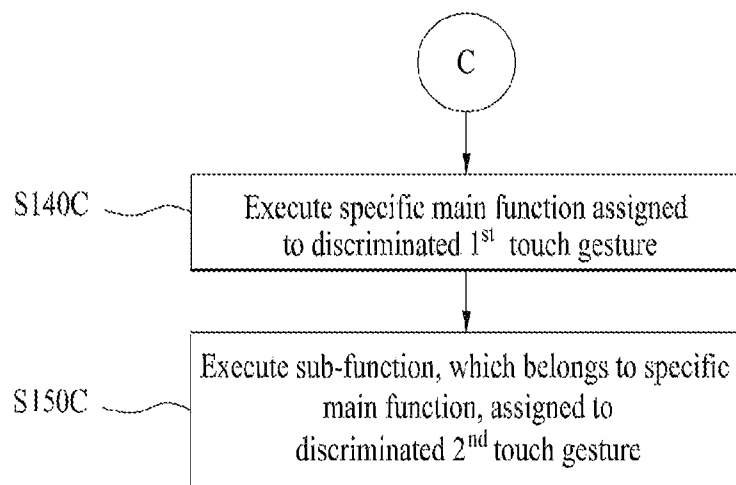 C
S140C
Execute specific main function assigned
to discriminated 1st touch gesture
S150C
Execute sub-function, which belongs to specific
main function, assigned to
discriminated 2nd touch gesture